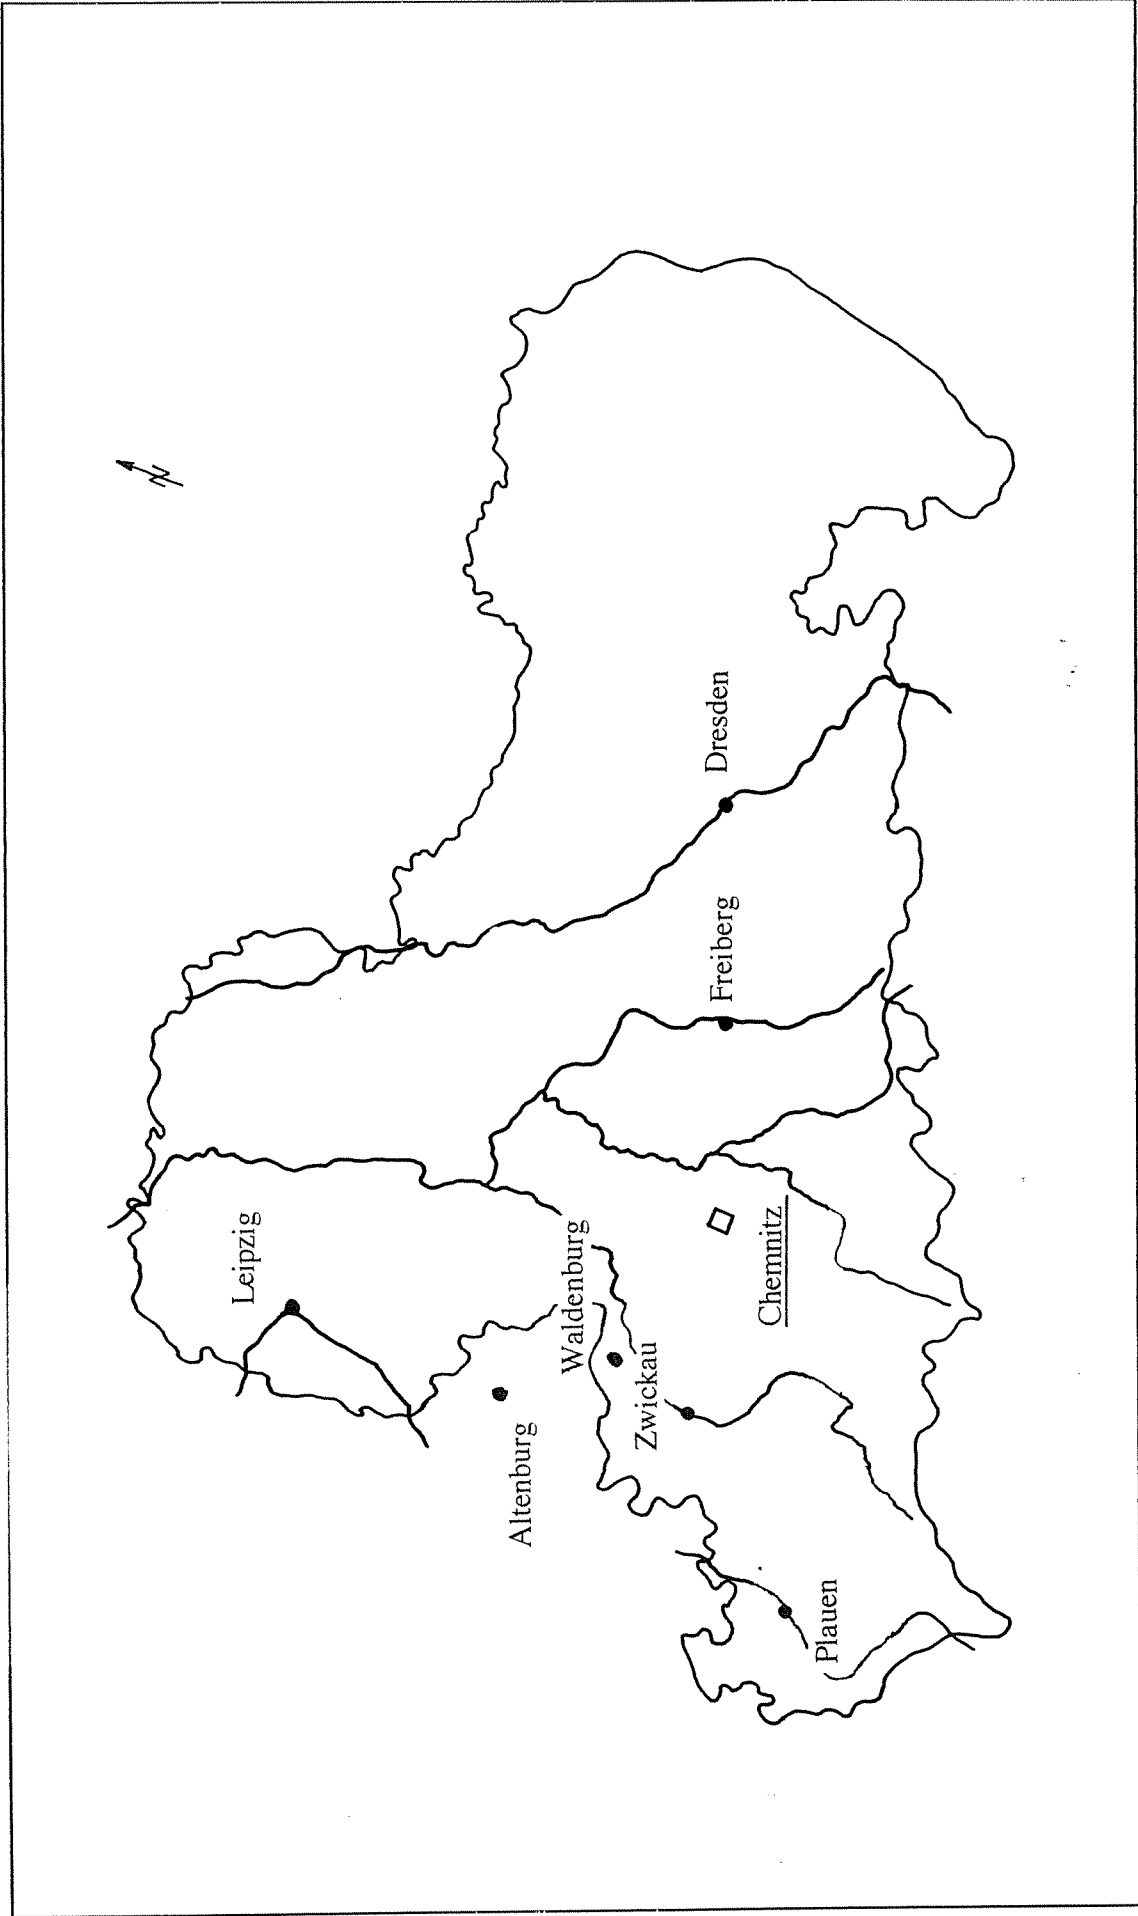 Leipzig
Altenburg
Waldenburg
Zwickau
Chemnitz
Freiberg
Dresden
Plauen
N